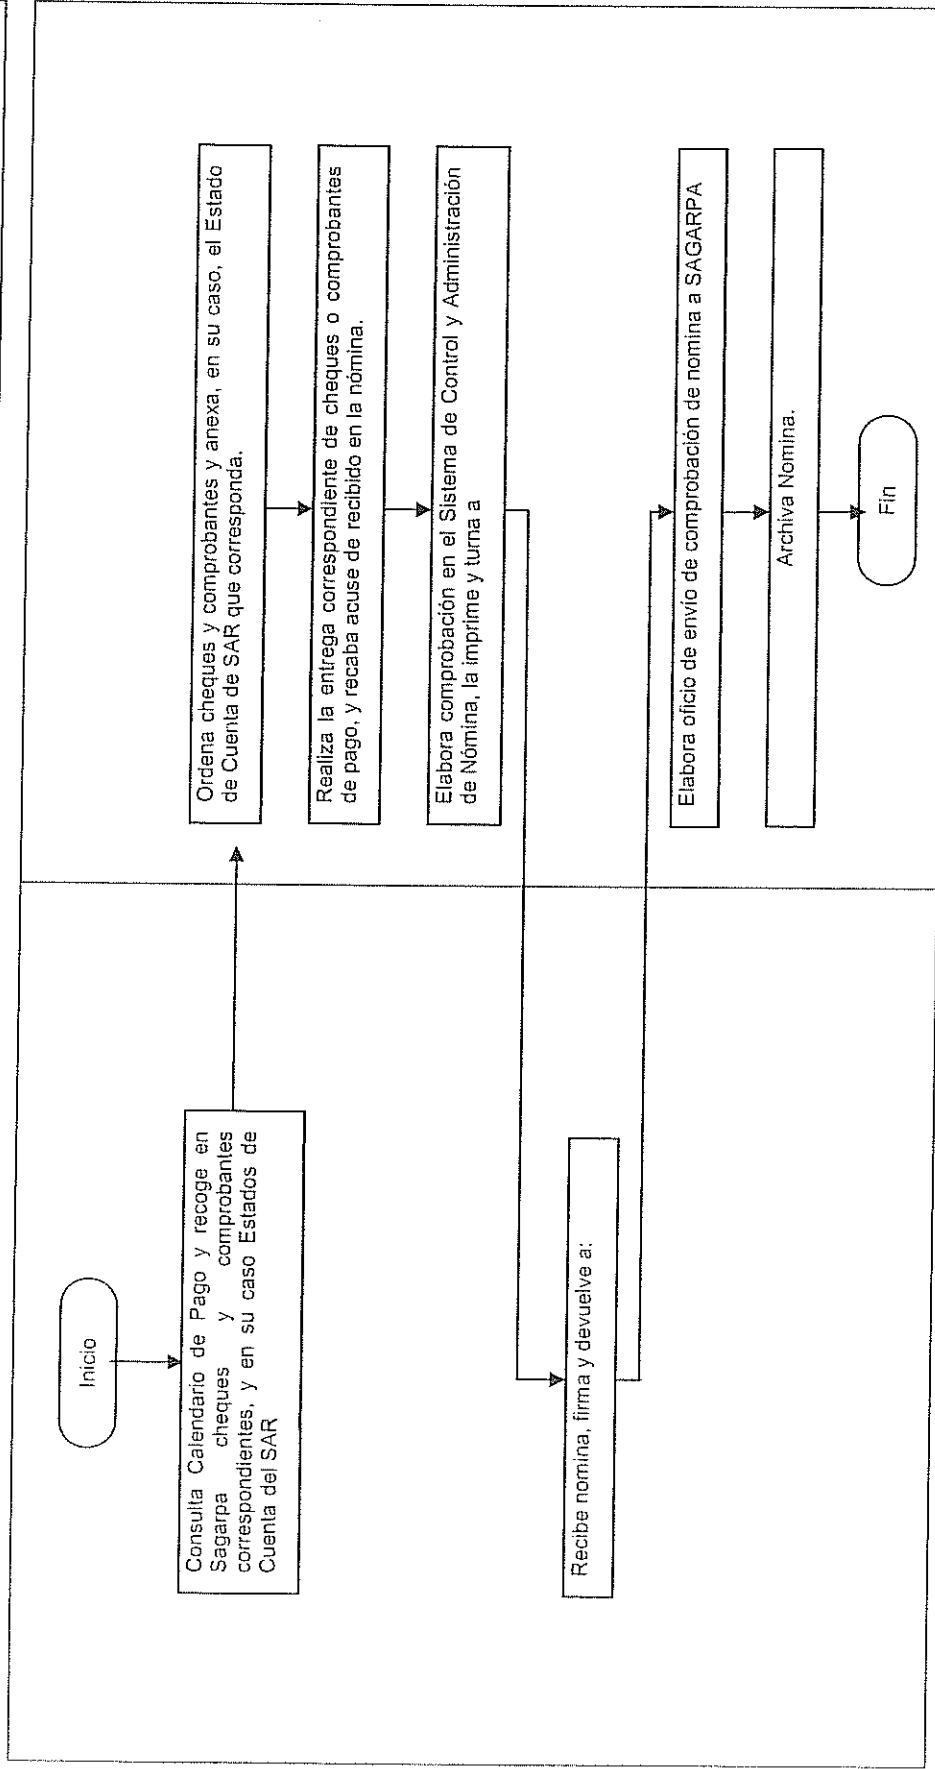 Inicio
Consulta Calendario de Pago y recoge en
Sagarpa cheques y comprobantes
correspondientes, y en su caso Estados de
Cuenta del SAR
Ordena cheques y comprobantes y anexa, en su caso, el Estado
de Cuenta de SAR que corresponda.
Realiza la entrega correspondiente de cheques o comprobantes
de pago, y recaba acuse de recibido en la nómina.
Elabora comprobación en el Sistema de Control y Administración
de Nómina, la imprime y turna a
Recibe nomina, firma y devuelve a:
Elabora oficio de envío de comprobación de nomina a SAGARPA
Archiva Nomina.
Fin